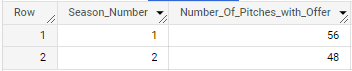 Row Season_Number Number_Of_Pitches_with_Offer
1 1 56
2 2 48